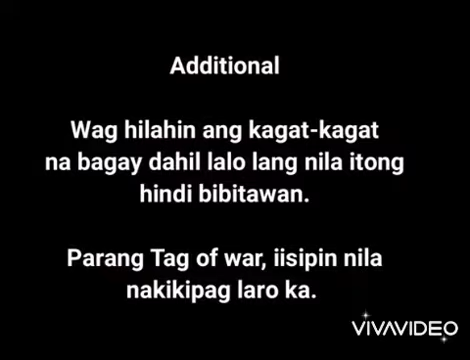 Additional
Wag hilahin ang kagat-kagat
na bagay dahil lalo lang nila itong
hindi bibitawan.
Parang Tag of war, iisipin nila
nakikipag laro ka.
VIVAVIDEO